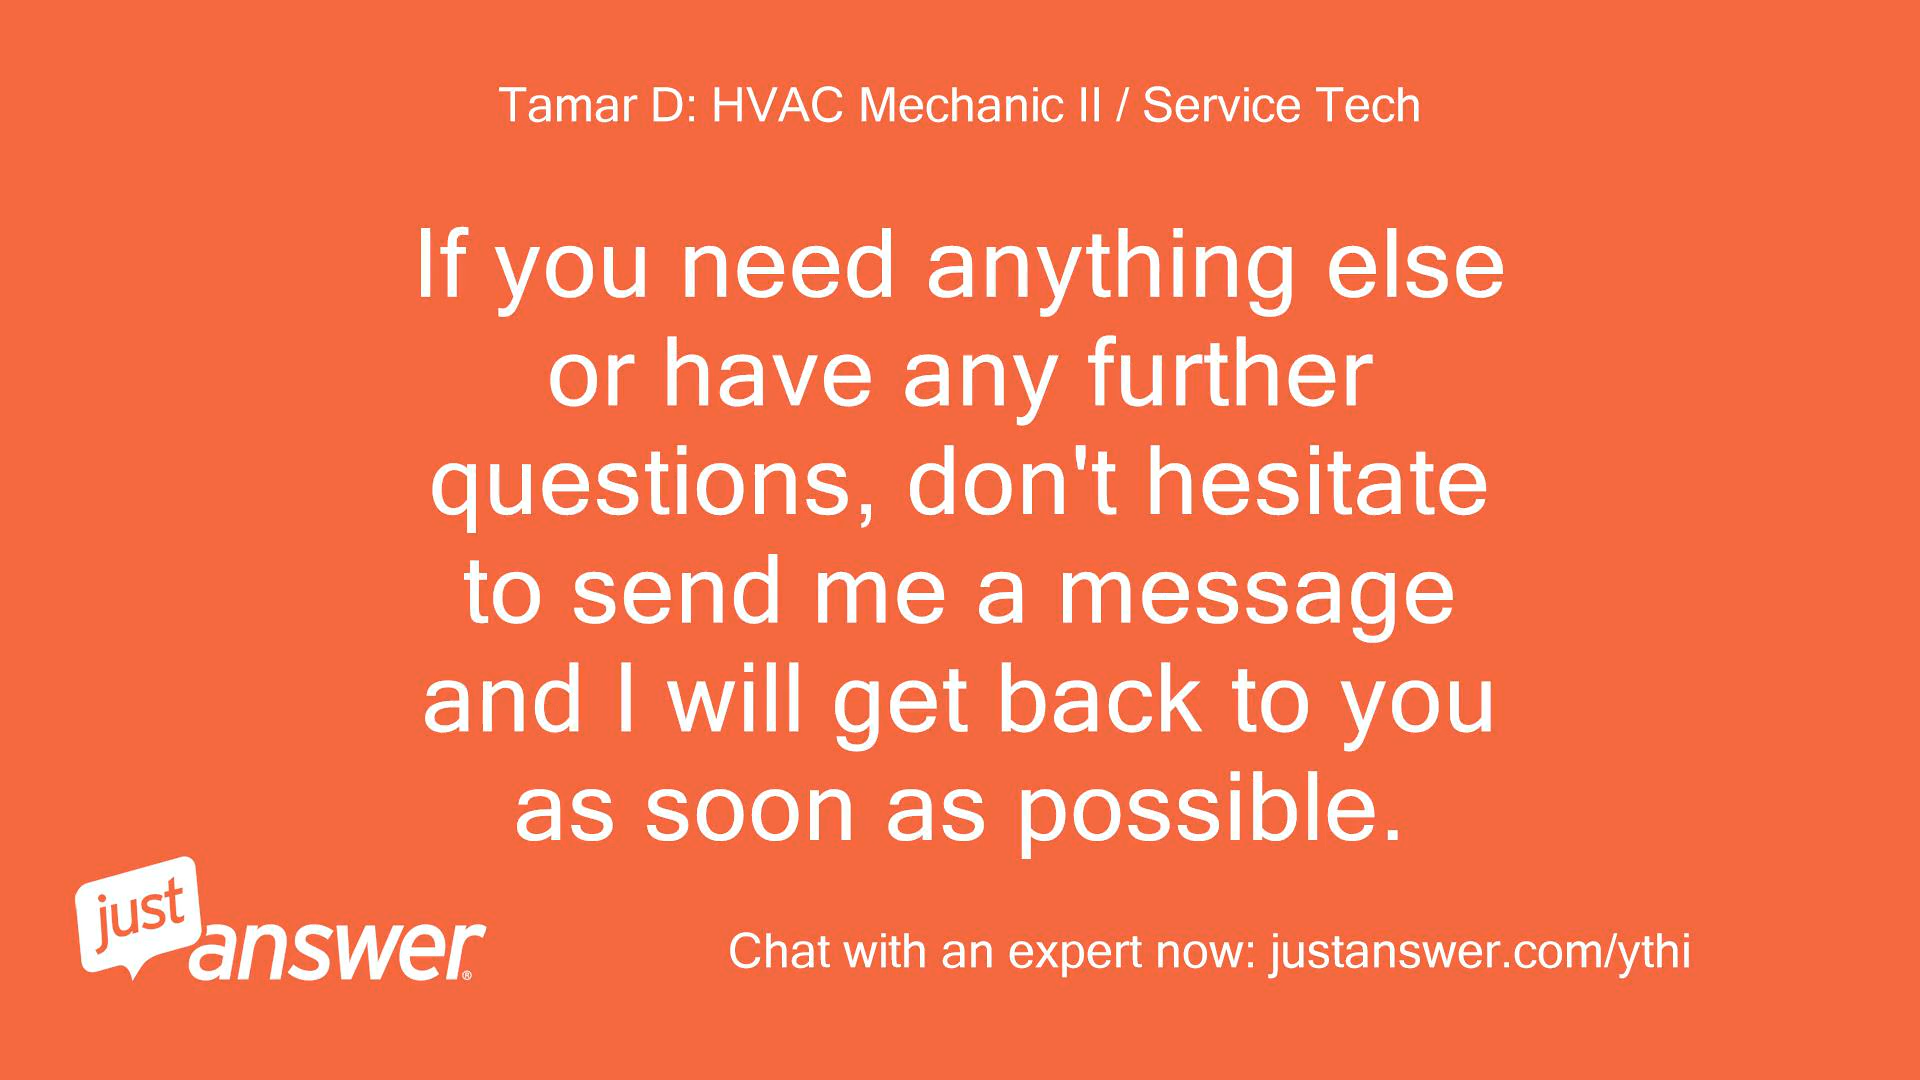 Tamar D: HVAC Mechanic II / Service Tech
If you need anything else
or have any further
questions, don't hesitate
to send me a message
and I will get back to you
as soon as possible.
just
answer®
Chat with an expert now: justanswer.com/ythi